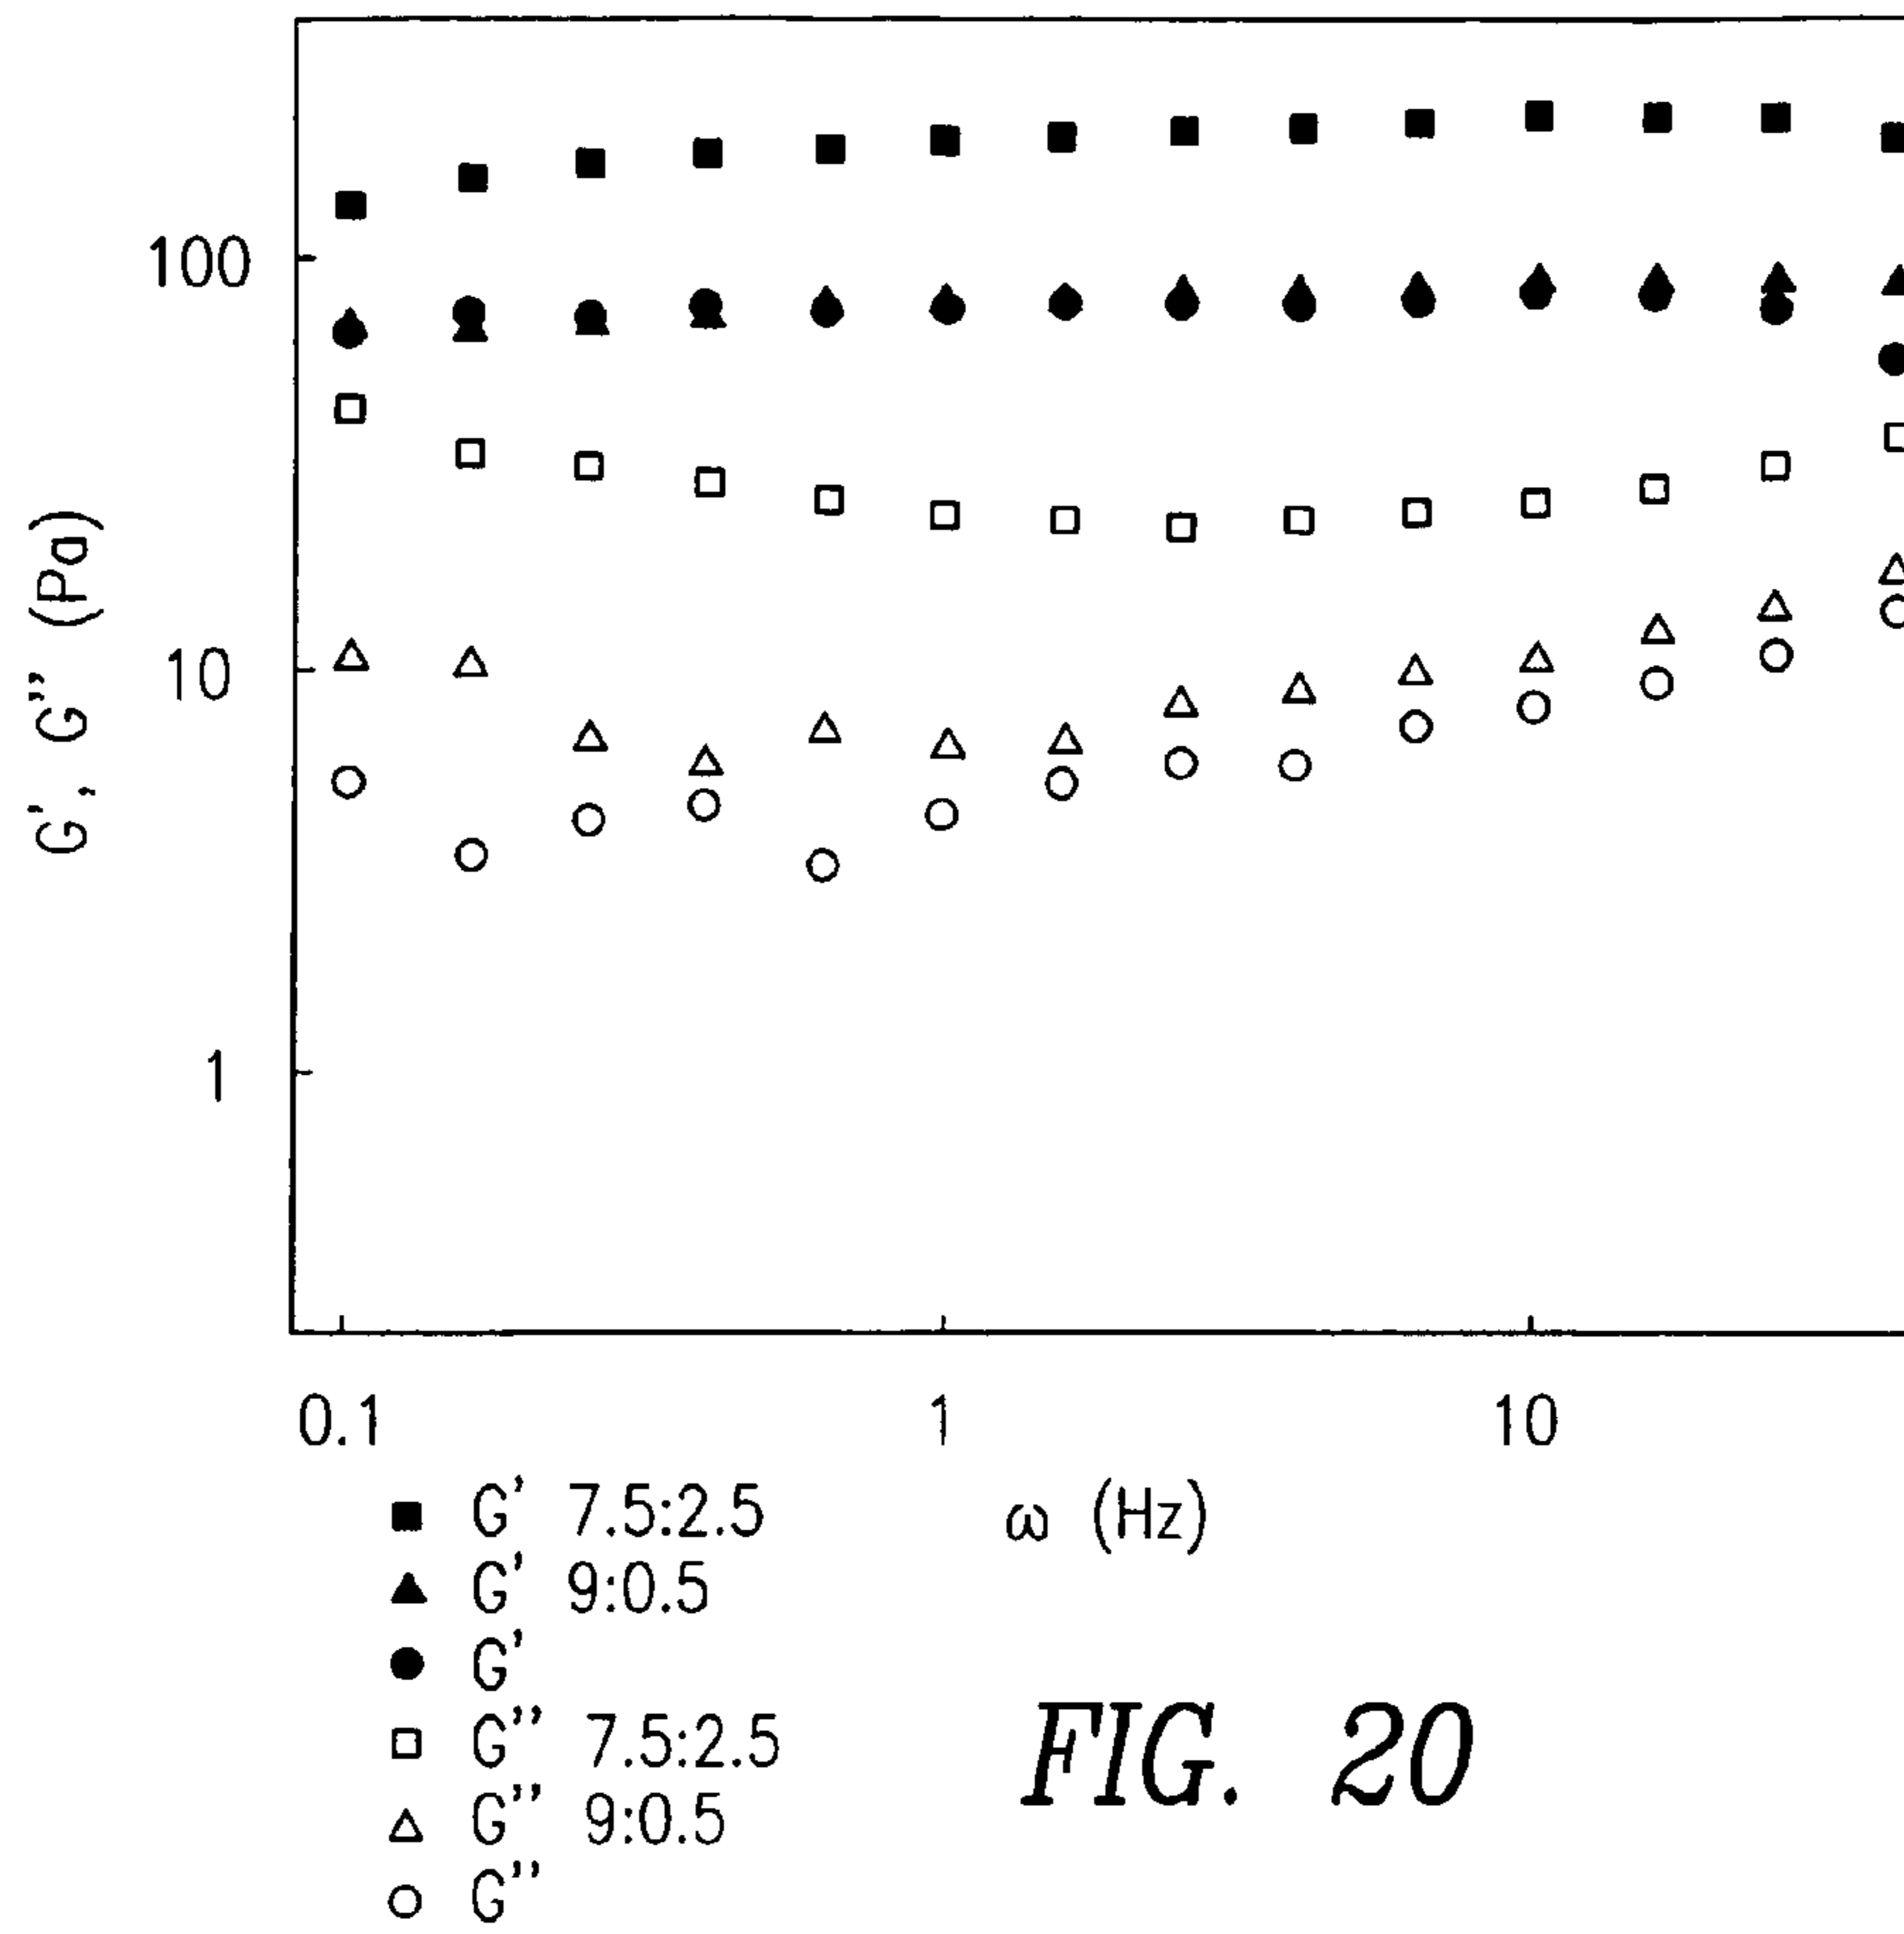 100
10
1
G', G" (Pa)
0.1 1 10
ω (Hz)
G' 7.5:2.5
G' 9:0.5
G'
G" 7.5:2.5
G" 9:0.5
G"
FIG. 20